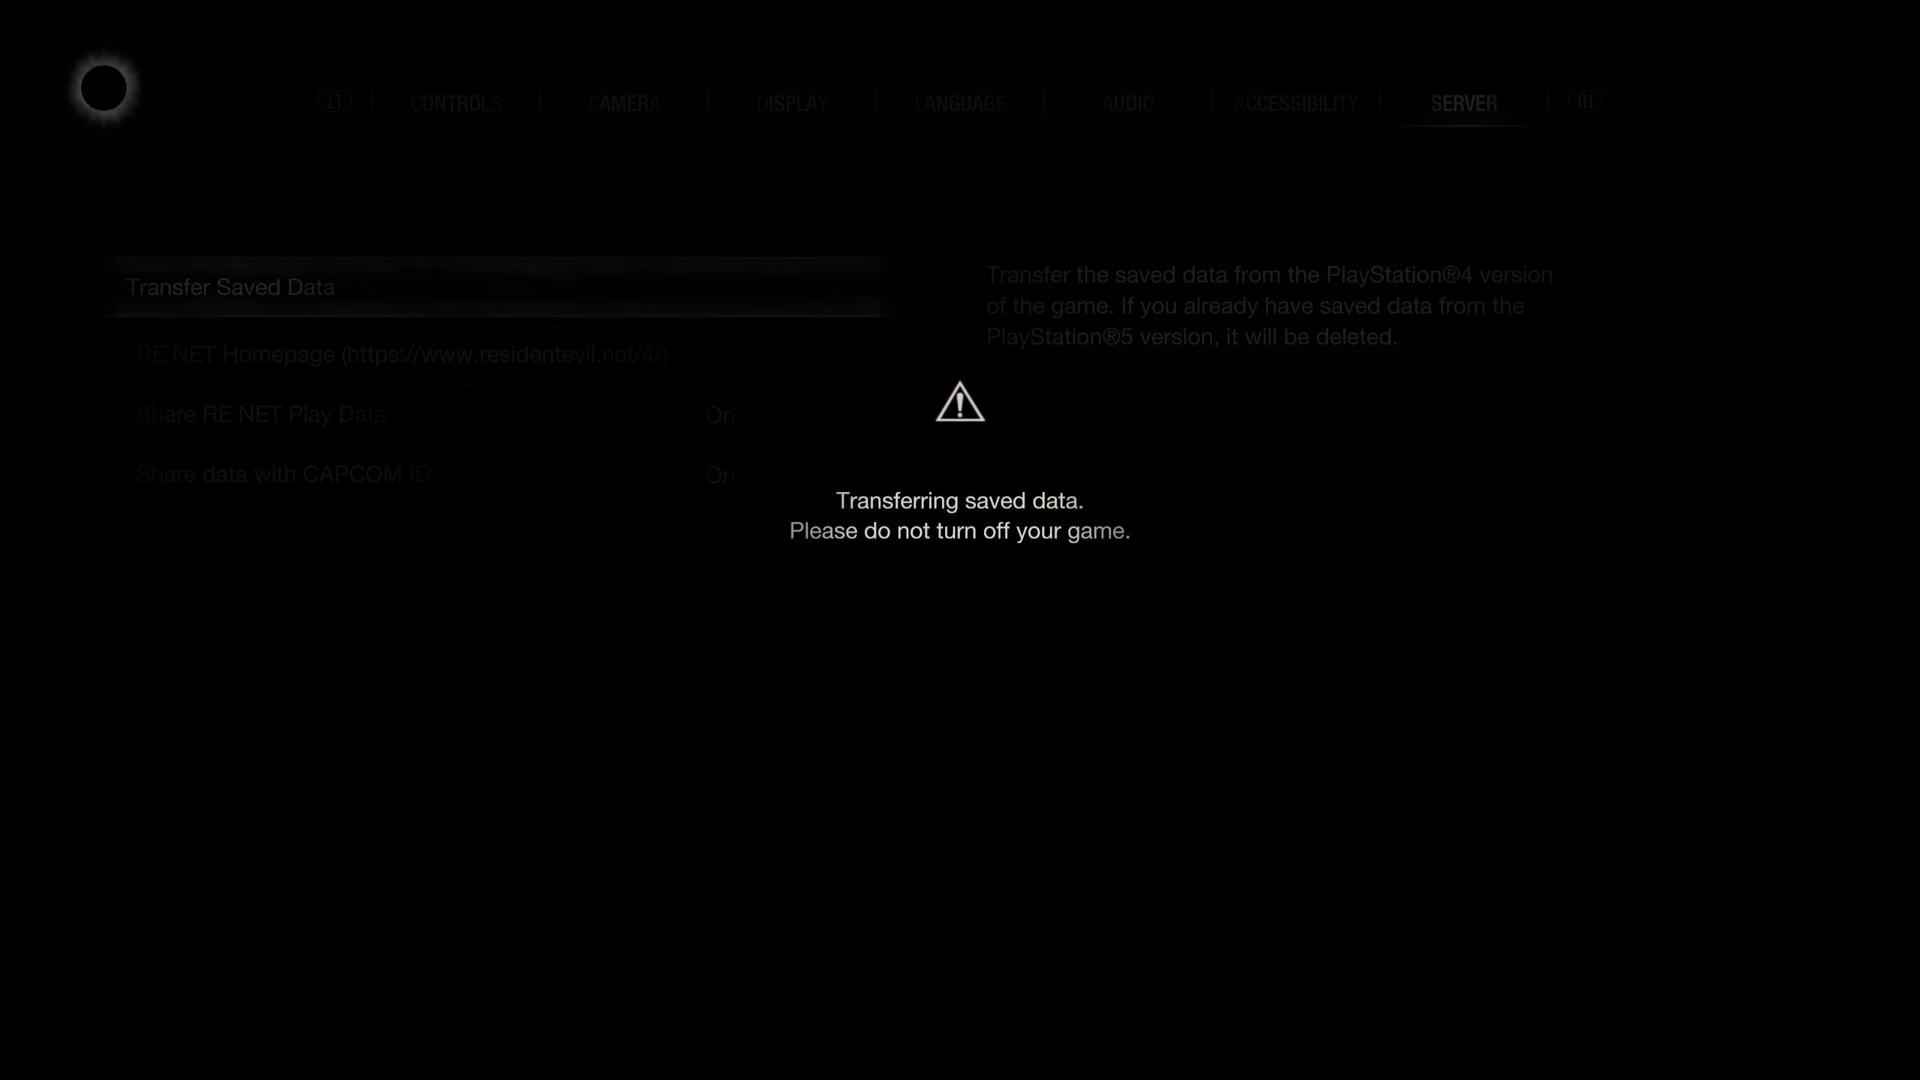 L1 CONTROLS CAMERA DISPLAY LANGUAGE AUDIO ACCESSIBILITY SERVER R1
Transfer Saved Data
RE NET Homepage (https://www.residentevil.net/4/)
Share RE NET Play Data On
Share data with CAPCOM ID On
Transfer the saved data from the PlayStation®4 version
of the game. If you already have saved data from the
PlayStation®5 version, it will be deleted.
Transferring saved data.
Please do not turn off your game.